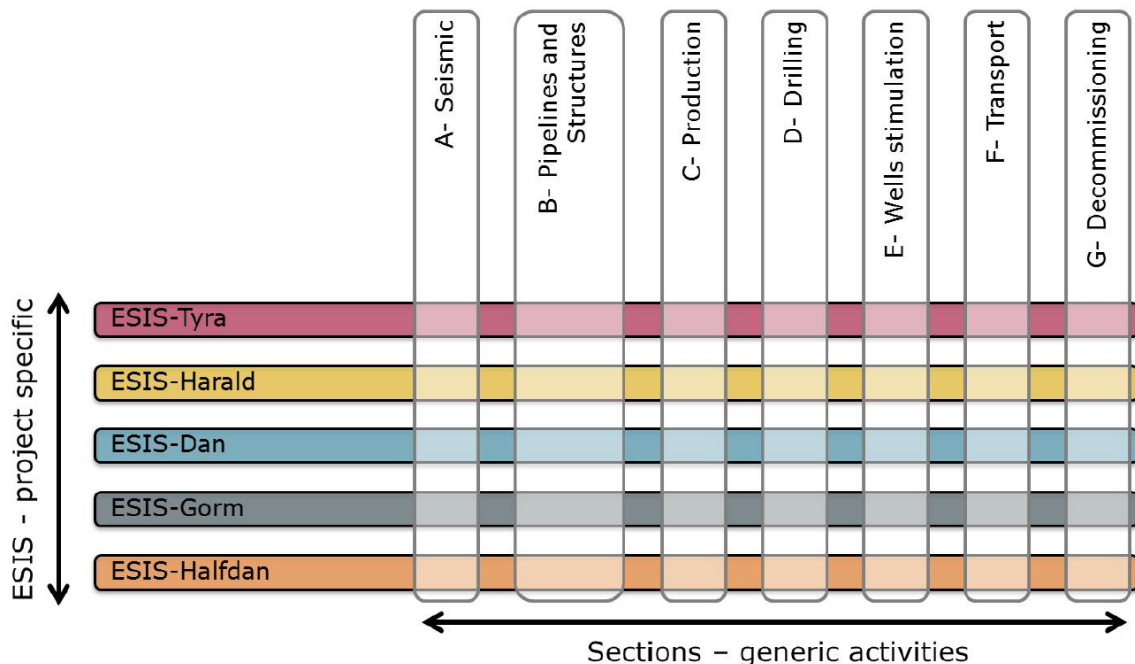 A- Seismic
B- Pipelines and
Structures
C- Production
D- Drilling
E- Wells stimulation
F- Transport
G- Decommissioning
ESIS - project specific
ESIS-Tyra
ESIS-Harald
ESIS-Dan
ESIS-Gorm
ESIS-Halfdan
Sections – generic activities